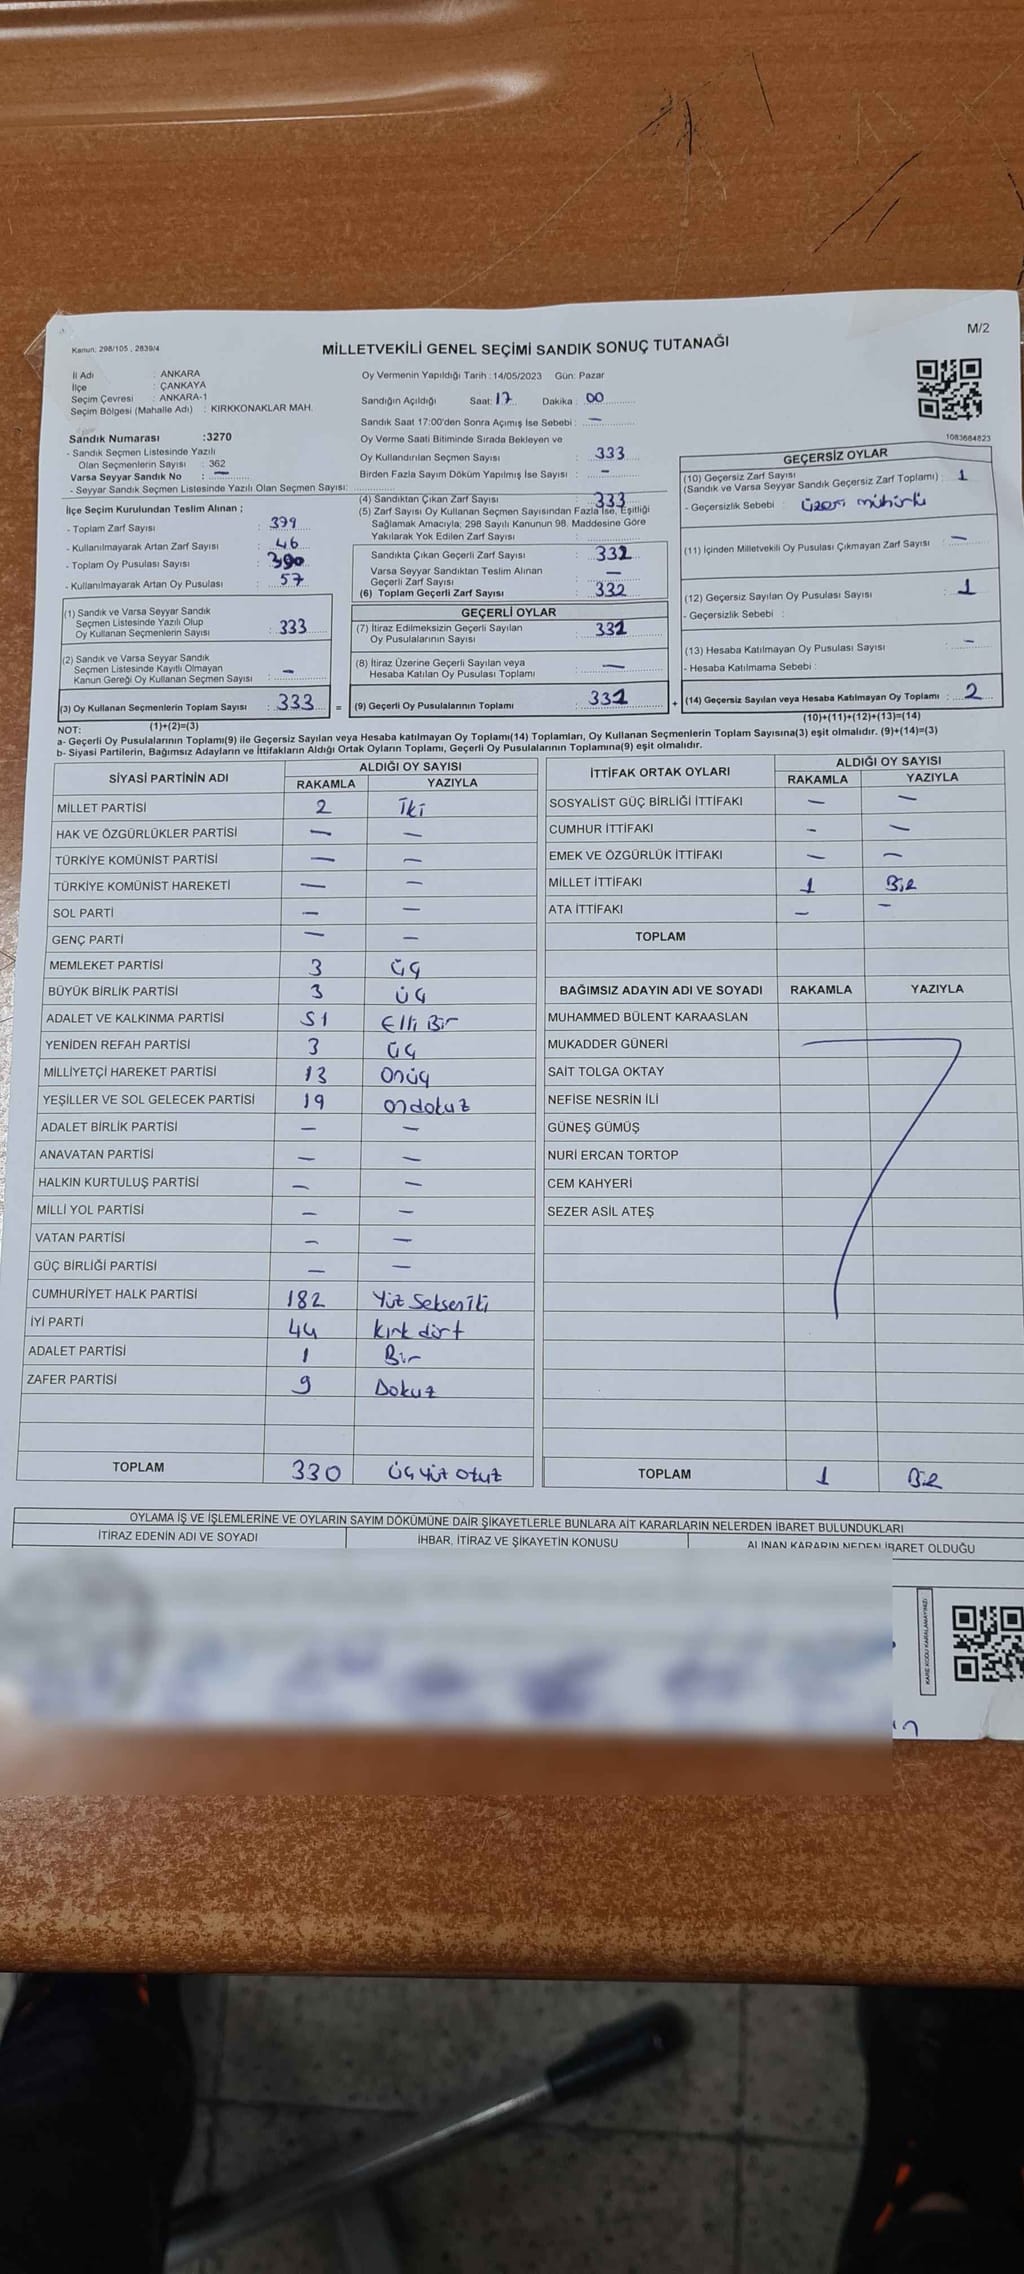 M/2
Kanun: 298/105 , 2839/4
MİLLETVEKİLİ GENEL SEÇİMİ SANDIK SONUÇ TUTANAĞI
İl Adı : ANKARA
İlçe : ÇANKAYA
Seçim Çevresi : ANKARA-1
Seçim Bölgesi (Mahalle Adı) : KIRKKONAKLAR MAH.
Sandık Numarası :3270
- Sandık Seçmen Listesinde Yazılı
Olan Seçmenlerin Sayısı : 362
Varsa Seyyar Sandık No : —
- Seyyar Sandık Seçmen Listesinde Yazılı Olan Seçmen Sayısı:
İlçe Seçim Kurulundan Teslim Alınan ;
- Toplam Zarf Sayısı : 379
- Kullanılmayarak Artan Zarf Sayısı : 46
- Toplam Oy Pusulası Sayısı : 390
- Kullanılmayarak Artan Oy Pusulası : 57
(1) Sandık ve Varsa Seyyar Sandık
Seçmen Listesinde Yazılı Olup
Oy Kullanan Seçmenlerin Sayısı : 333
(2) Sandık ve Varsa Seyyar Sandık
Seçmen Listesinde Kayıtlı Olmayan
Kanun Gereği Oy Kullanan Seçmen Sayısı : —
(3) Oy Kullanan Seçmenlerin Toplam Sayısı : 333 =
(1)+(2)=(3)
Oy Vermenin Yapıldığı Tarih :14/05/2023 Gün: Pazar
Sandığın Açıldığı Saat: 17 Dakika : 00
Sandık Saat 17:00'den Sonra Açımış İse Sebebi : —
Oy Verme Saati Bitiminde Sırada Bekleyen ve
Oy Kullandırılan Seçmen Sayısı : 333
Birden Fazla Sayım Döküm Yapılmış İse Sayısı : —
(4) Sandıktan Çıkan Zarf Sayısı : 333
(5) Zarf Sayısı Oy Kullanan Seçmen Sayısından Fazla İse, Eşitliği
Sağlamak Amacıyla; 298 Sayılı Kanunun 98. Maddesine Göre
Yakılarak Yok Edilen Zarf Sayısı :
Sandıkta Çıkan Geçerli Zarf Sayısı : 332
Varsa Seyyar Sandıktan Teslim Alınan
Geçerli Zarf Sayısı : —
(6) Toplam Geçerli Zarf Sayısı : 332
GEÇERLİ OYLAR
(7) İtiraz Edilmeksizin Geçerli Sayılan
Oy Pusulalarının Sayısı : 331
(8) İtiraz Üzerine Geçerli Sayılan veya
Hesaba Katılan Oy Pusulası Toplamı : —
(9) Geçerli Oy Pusulalarının Toplamı : 331 +
1083684823
GEÇERSİZ OYLAR
(10) Geçersiz Zarf Sayısı
(Sandık ve Varsa Seyyar Sandık Geçersiz Zarf Toplamı) : 1
- Geçersizlik Sebebi : Üzeri mühürlü
(11) İçinden Milletvekili Oy Pusulası Çıkmayan Zarf Sayısı : —
(12) Geçersiz Sayılan Oy Pusulası Sayısı : 1
- Geçersizlik Sebebi :
(13) Hesaba Katılmayan Oy Pusulası Sayısı : —
- Hesaba Katılmama Sebebi :
(14) Geçersiz Sayılan veya Hesaba Katılmayan Oy Toplamı : 2
(10)+(11)+(12)+(13)=(14)
NOT:
a- Geçerli Oy Pusulalarının Toplamı(9) ile Geçersiz Sayılan veya Hesaba katılmayan Oy Toplamı(14) Toplamları, Oy Kullanan Seçmenlerin Toplam Sayısına(3) eşit olmalıdır. (9)+(14)=(3)
b- Siyasi Partilerin, Bağımsız Adayların ve İttifakların Aldığı Ortak Oyların Toplamı, Geçerli Oy Pusulalarının Toplamına(9) eşit olmalıdır.
SİYASİ PARTİNİN ADI ALDIĞI OY SAYISI
RAKAMLA YAZIYLA
MİLLET PARTİSİ 2 İki
HAK VE ÖZGÜRLÜKLER PARTİSİ — —
TÜRKİYE KOMÜNİST PARTİSİ — —
TÜRKİYE KOMÜNİST HAREKETİ — —
SOL PARTİ — —
GENÇ PARTİ — —
MEMLEKET PARTİSİ 3 üç
BÜYÜK BİRLİK PARTİSİ 3 üç
ADALET VE KALKINMA PARTİSİ 51 Elli Bir
YENİDEN REFAH PARTİSİ 3 üç
MİLLİYETÇİ HAREKET PARTİSİ 13 Onüç
YEŞİLLER VE SOL GELECEK PARTİSİ 19 ondokuz
ADALET BİRLİK PARTİSİ — —
ANAVATAN PARTİSİ — —
HALKIN KURTULUŞ PARTİSİ — —
MİLLİ YOL PARTİSİ — —
VATAN PARTİSİ — —
GÜÇ BİRLİĞİ PARTİSİ — —
CUMHURİYET HALK PARTİSİ 182 Yüz Seksen iki
İYİ PARTİ 44 kırk dört
ADALET PARTİSİ 1 Bir
ZAFER PARTİSİ 9 Dokuz
TOPLAM 330 üç yüz otuz
İTTİFAK ORTAK OYLARI ALDIĞI OY SAYISI
RAKAMLA YAZIYLA
SOSYALİST GÜÇ BİRLİĞİ İTTİFAKI — —
CUMHUR İTTİFAKI — —
EMEK VE ÖZGÜRLÜK İTTİFAKI — —
MİLLET İTTİFAKI 1 Bir
ATA İTTİFAKI — —
TOPLAM
BAĞIMSIZ ADAYIN ADI VE SOYADI RAKAMLA YAZIYLA
MUHAMMED BÜLENT KARAASLAN
MUKADDER GÜNERİ
SAİT TOLGA OKTAY
NEFİSE NESRİN İLİ
GÜNEŞ GÜMÜŞ
NURİ ERCAN TORTOP
CEM KAHYERİ
SEZER ASİL ATEŞ
TOPLAM 1 Bir
OYLAMA İŞ VE İŞLEMLERİNE VE OYLARIN SAYIM DÖKÜMÜNE DAİR ŞİKAYETLERLE BUNLARA AİT KARARLARIN NELERDEN İBARET BULUNDUKLARI
İTİRAZ EDENİN ADI VE SOYADI İHBAR, İTİRAZ VE ŞİKAYETİN KONUSU ALINAN KARARIN NEDEN İBARET OLDUĞU
KARE KODU KARALAMAYINIZ!